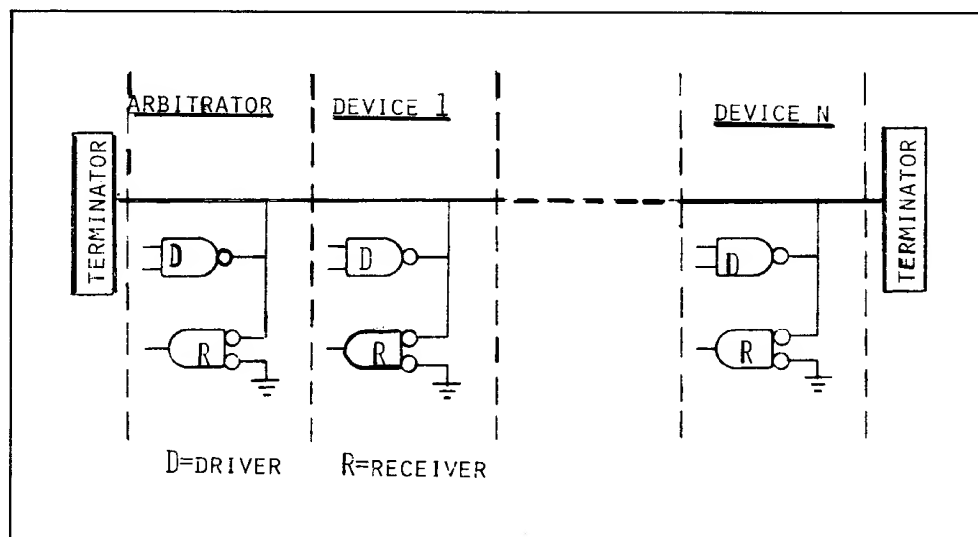 ARBITRATOR
DEVICE 1
DEVICE N
TERMINATOR
TERMINATOR
D
D
D
R
R
R
D=DRIVER
R=RECEIVER